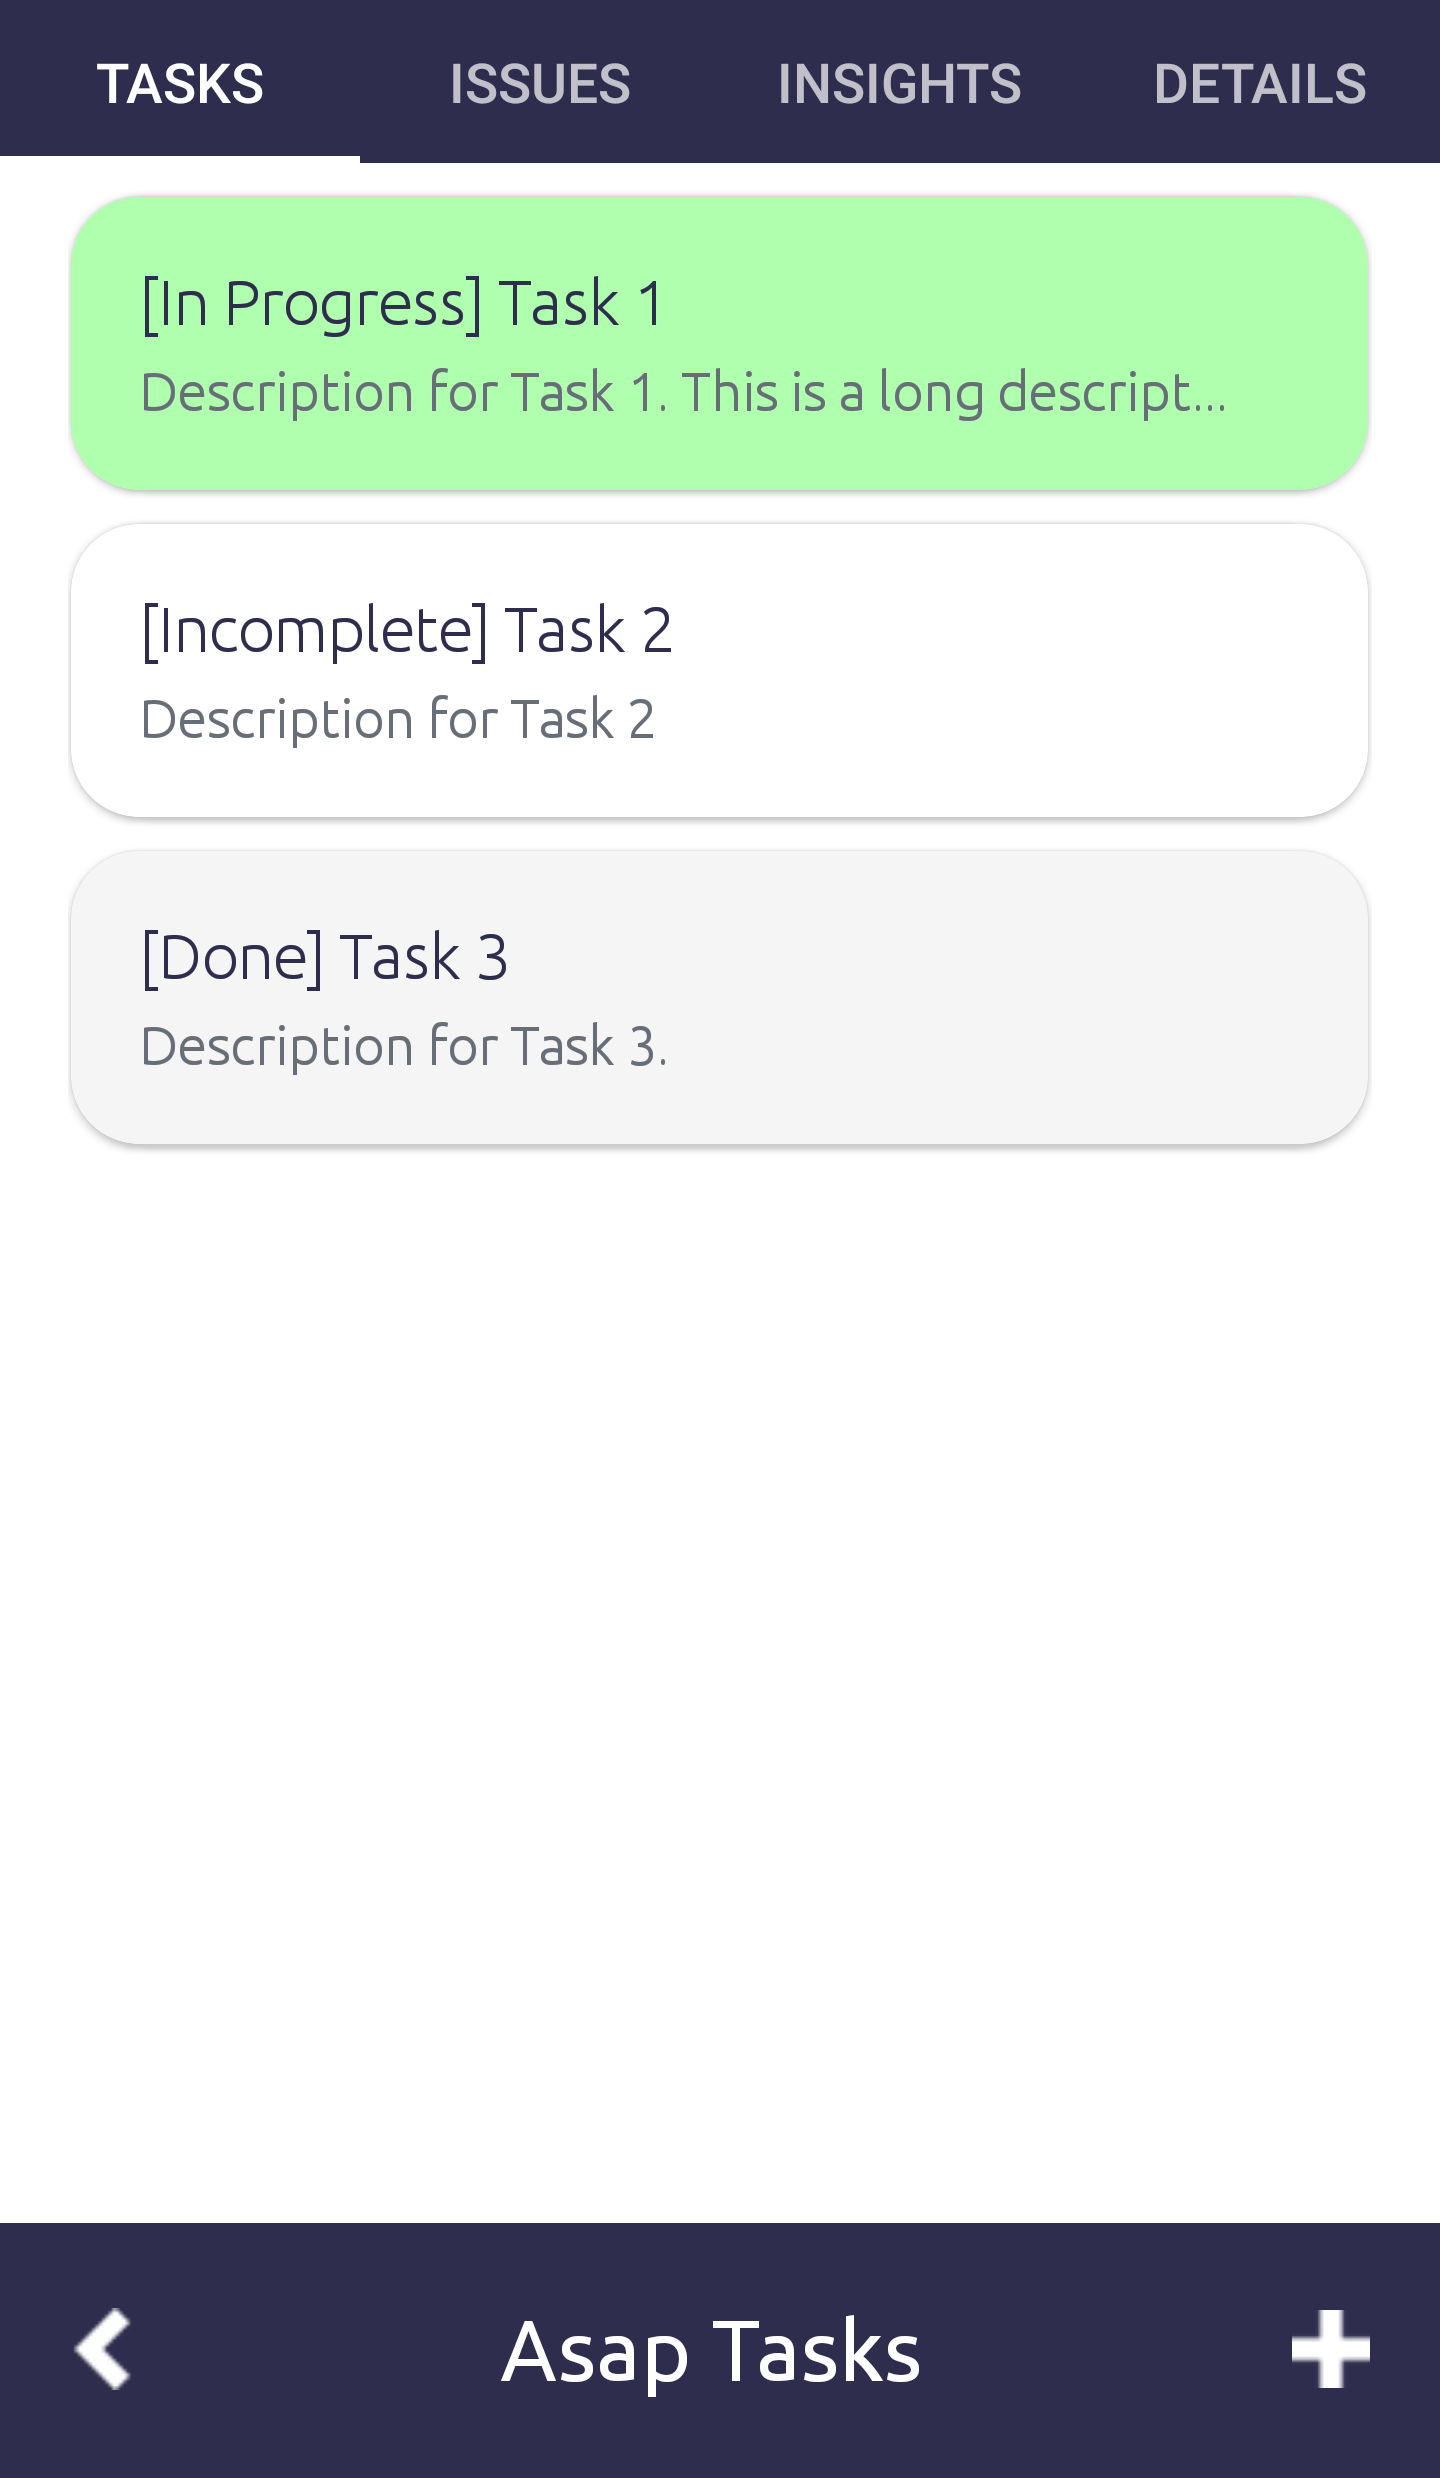 TASKS ISSUES INSIGHTS DETAILS
[In Progress] Task 1
Description for Task 1. This is a long descript...
[Incomplete] Task 2
Description for Task 2
[Done] Task 3
Description for Task 3.
Asap Tasks